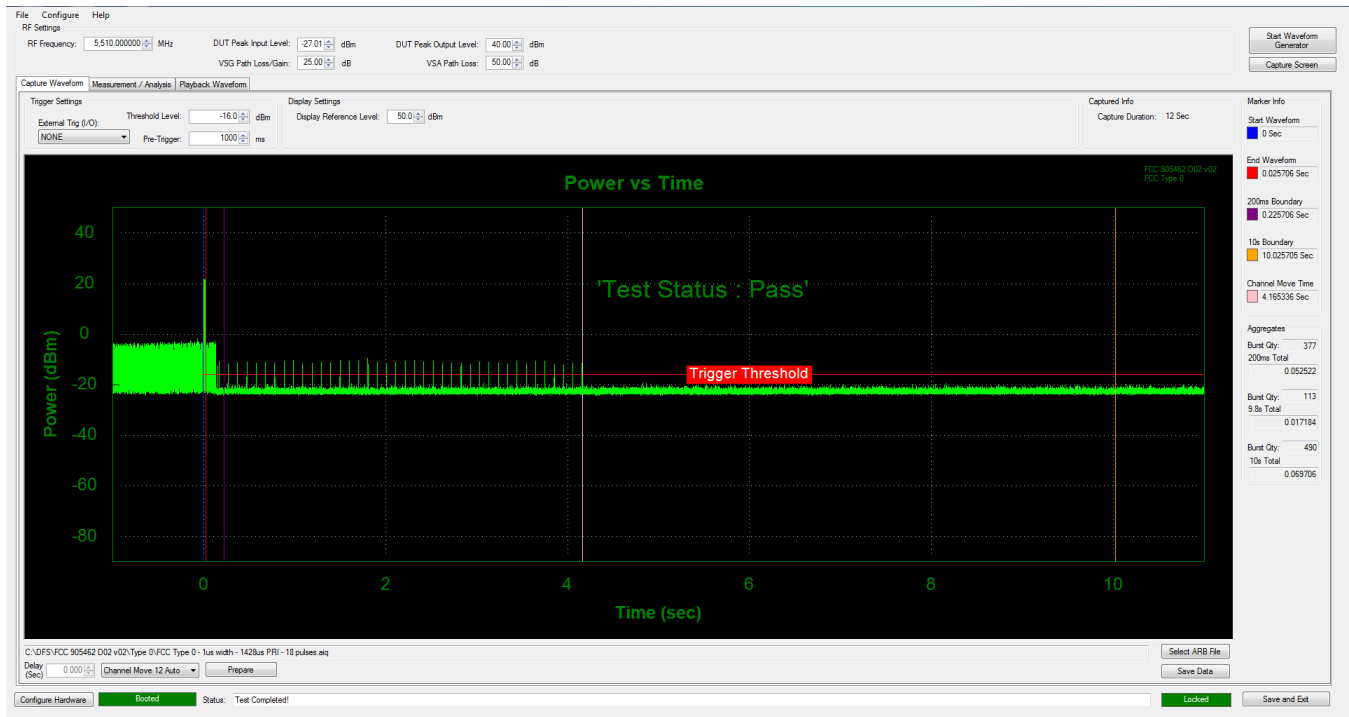 File Configure Help
RF Settings
RF Frequency: 5,510.000000 MHz DUT Peak Input Level: -27.01 dBm DUT Peak Output Level: 40.00 dBm
VSG Path Loss/Gain: 25.00 dB VSA Path Loss: 50.00 dB
Start Waveform Generator
Capture Screen
Capture Waveform Measurement / Analysis Playback Waveform
Trigger Settings
External Trig (I/O): Threshold Level: -16.0 dBm
NONE Pre-Trigger: 1000 ms
Display Settings
Display Reference Level: 50.0 dBm
Captured Info
Capture Duration: 12 Sec
Marker Info
Start Waveform
0 Sec
End Waveform
0.025706 Sec
200ms Boundary
0.225706 Sec
10s Boundary
10.025705 Sec
Channel Move Time
4.165336 Sec
Aggregates
Burst Qty: 377
200ms Total
0.052522
Burst Qty: 113
9.8s Total
0.017184
Burst Qty: 490
10s Total
0.069706
FCC 905462 D02 v02
FCC Type:0
Power vs Time
'Test Status : Pass'
Trigger Threshold
Power (dBm)
40
20
0
-20
-40
-60
-80
0 2 4 6 8 10
Time (sec)
C:\DFS\FCC 905462 D02 v02\Type 0\FCC Type 0 - 1us width - 1428us PRI - 18 pulses.aiq
Select ARB File
Delay (Sec) 0.000 Channel Move 12 Auto Prepare
Save Data
Configure Hardware Booted Status: Test Completed! Locked Save and Exit